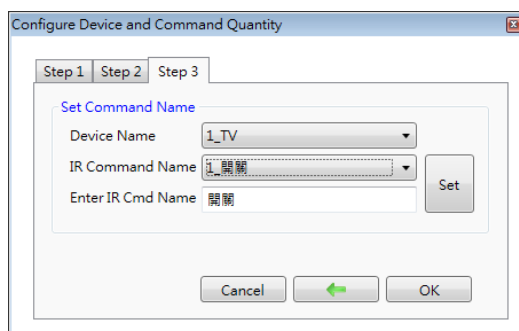 Configure Device and Command Quantity
Step 1 Step 2 Step 3
Set Command Name
Device Name 1_TV
IR Command Name 1_開關
Enter IR Cmd Name 開關
Set
Cancel OK